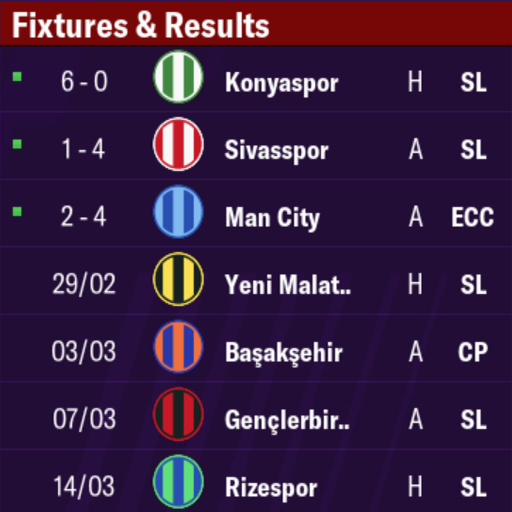 Fixtures & Results
6 - 0 Konyaspor H SL
1 - 4 Sivasspor A SL
2 - 4 Man City A ECC
29/02 Yeni Malat.. H SL
03/03 Başakşehir A CP
07/03 Gençlerbir.. A SL
14/03 Rizespor H SL